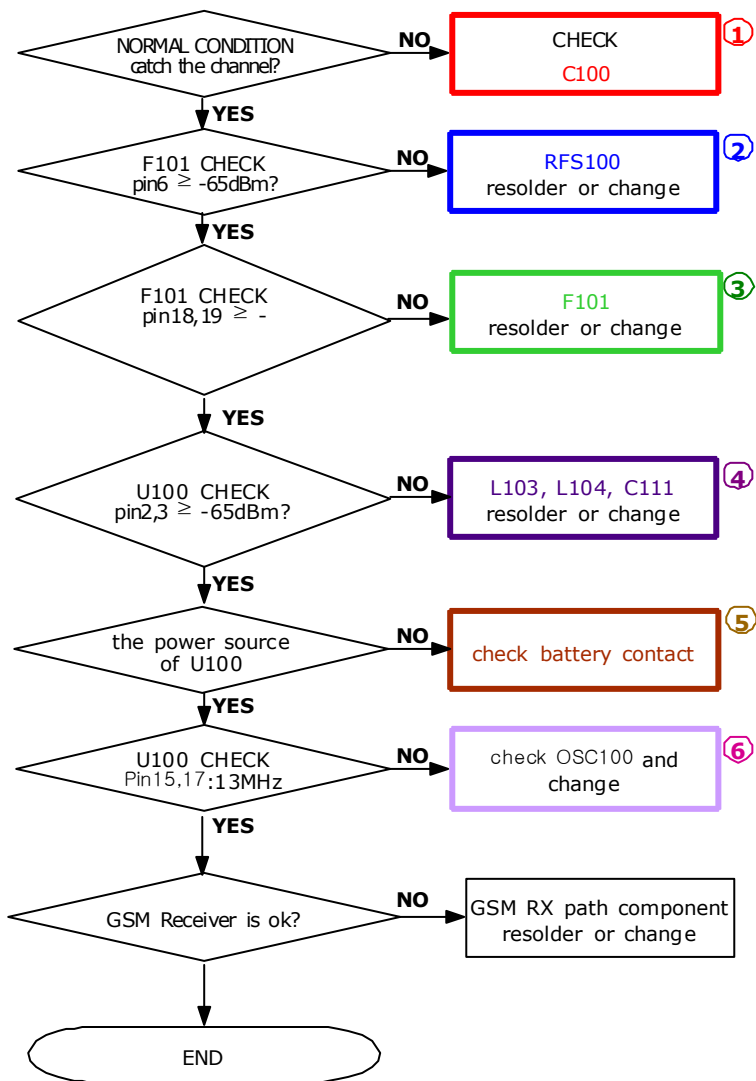 NORMAL CONDITION
catch the channel?
NO
CHECK
C100
1
YES
F101 CHECK
pin6 ≥ -65dBm?
NO
RFS100
resolder or change
2
YES
F101 CHECK
pin18,19 ≥ -
NO
F101
resolder or change
3
YES
U100 CHECK
pin2,3 ≥ -65dBm?
NO
L103, L104, C111
resolder or change
4
YES
the power source
of U100
NO
check battery contact
5
YES
U100 CHECK
Pin15,17:13MHz
NO
check OSC100 and
change
6
YES
GSM Receiver is ok?
NO
GSM RX path component
resolder or change
END